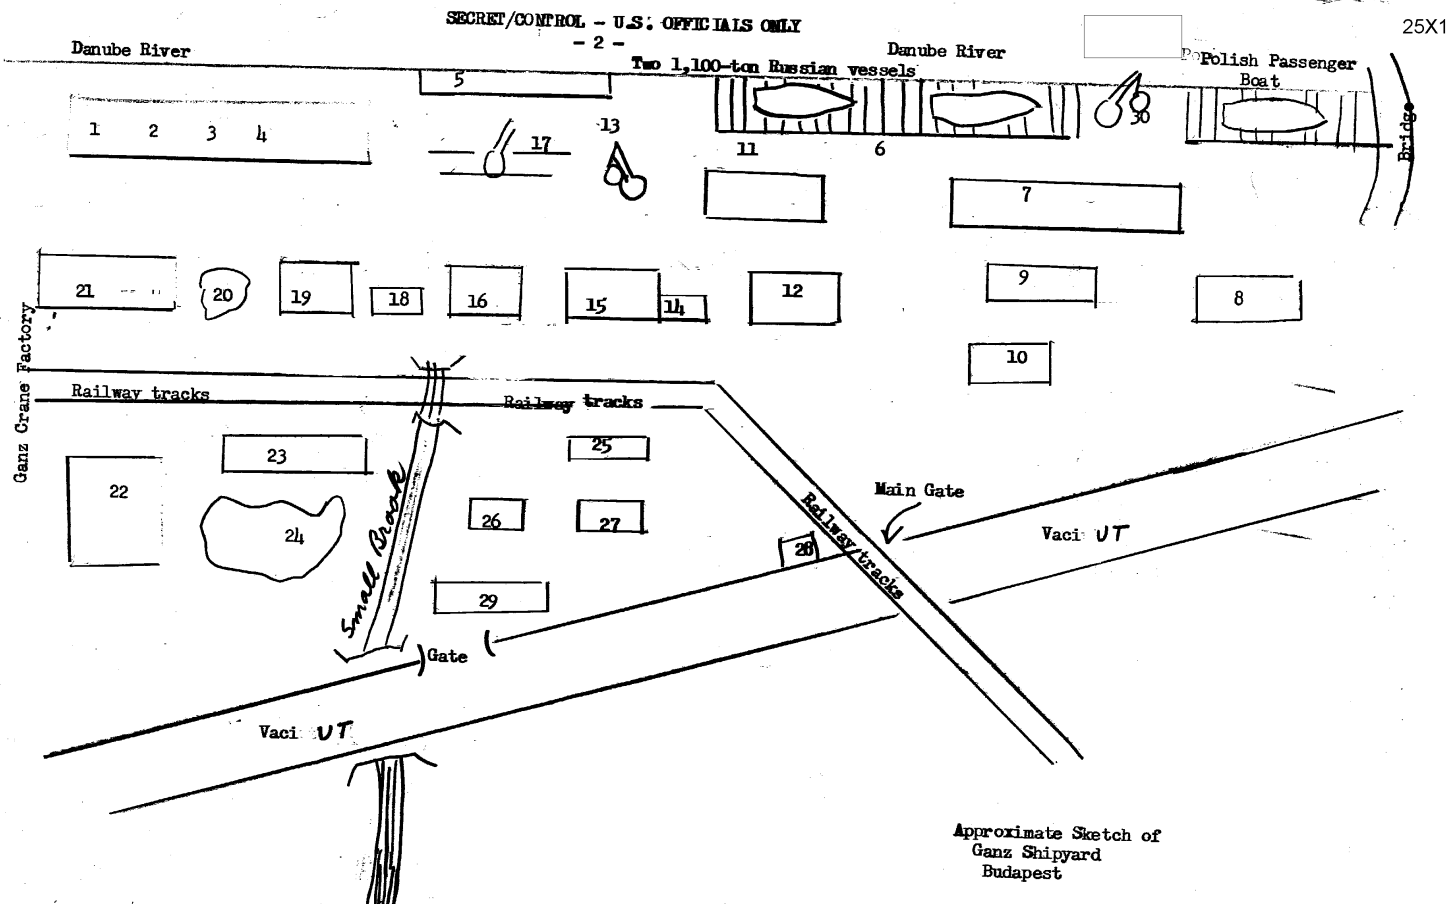 SECRET/CONTROL - U.S. OFFICIALS ONLY
25X1
- 2 -
Danube River
Danube River
Two 1,100-ton Russian vessels
Polish Passenger
Boat
5
1 2 3 4
13
17
11
6
30
Bridge
7
21
20
19
18
16
15
14
12
9
8
10
Ganz Crane Factory
Railway tracks
Railway tracks
23
25
22
24
Small Brook
26
27
Main Gate
28
Railway tracks
Vaci UT
29
Gate
Vaci UT
Approximate Sketch of
Ganz Shipyard
Budapest